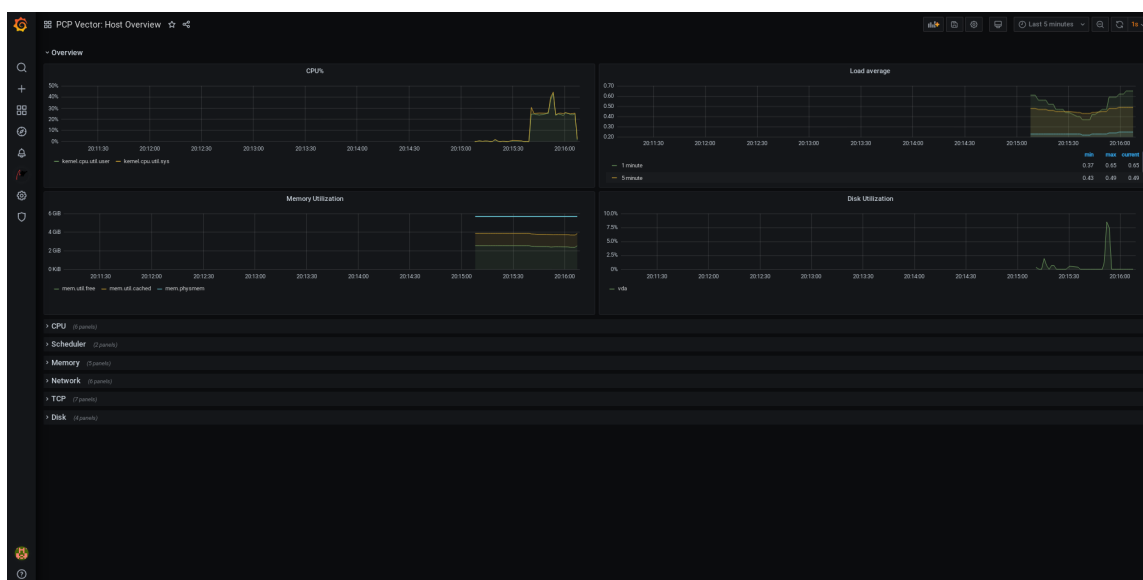 PCP Vector: Host Overview
Last 5 minutes
1s
Overview
CPU%
50%
40%
30%
20%
10%
0%
20:11:30 20:12:00 20:12:30 20:13:00 20:13:30 20:14:00 20:14:30 20:15:00 20:15:30 20:16:00
kernel.cpu.util.user kernel.cpu.util.sys
Load average
0.70
0.60
0.50
0.40
0.30
0.20
20:11:30 20:12:00 20:12:30 20:13:00 20:13:30 20:14:00 20:14:30 20:15:00 20:15:30 20:16:00
min max current
1 minute 0.37 0.65 0.65
5 minute 0.43 0.49 0.49
Memory Utilization
6 GiB
4 GiB
2 GiB
0 KiB
20:11:30 20:12:00 20:12:30 20:13:00 20:13:30 20:14:00 20:14:30 20:15:00 20:15:30 20:16:00
mem.util.free mem.util.cached mem.physmem
Disk Utilization
10.0%
7.5%
5.0%
2.5%
0%
20:11:30 20:12:00 20:12:30 20:13:00 20:13:30 20:14:00 20:14:30 20:15:00 20:15:30 20:16:00
vda
CPU (6 panels)
Scheduler (2 panels)
Memory (5 panels)
Network (6 panels)
TCP (7 panels)
Disk (4 panels)